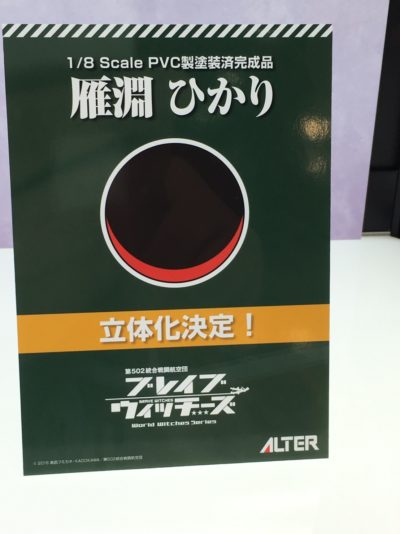 1/8 Scale PVC製塗装済完成品
雁淵 ひかり
立体化決定！
第502統合戦闘航空団
ブレイブ
BRAVE WITCHES
ウィッチーズ
World Witches Series
ALTER